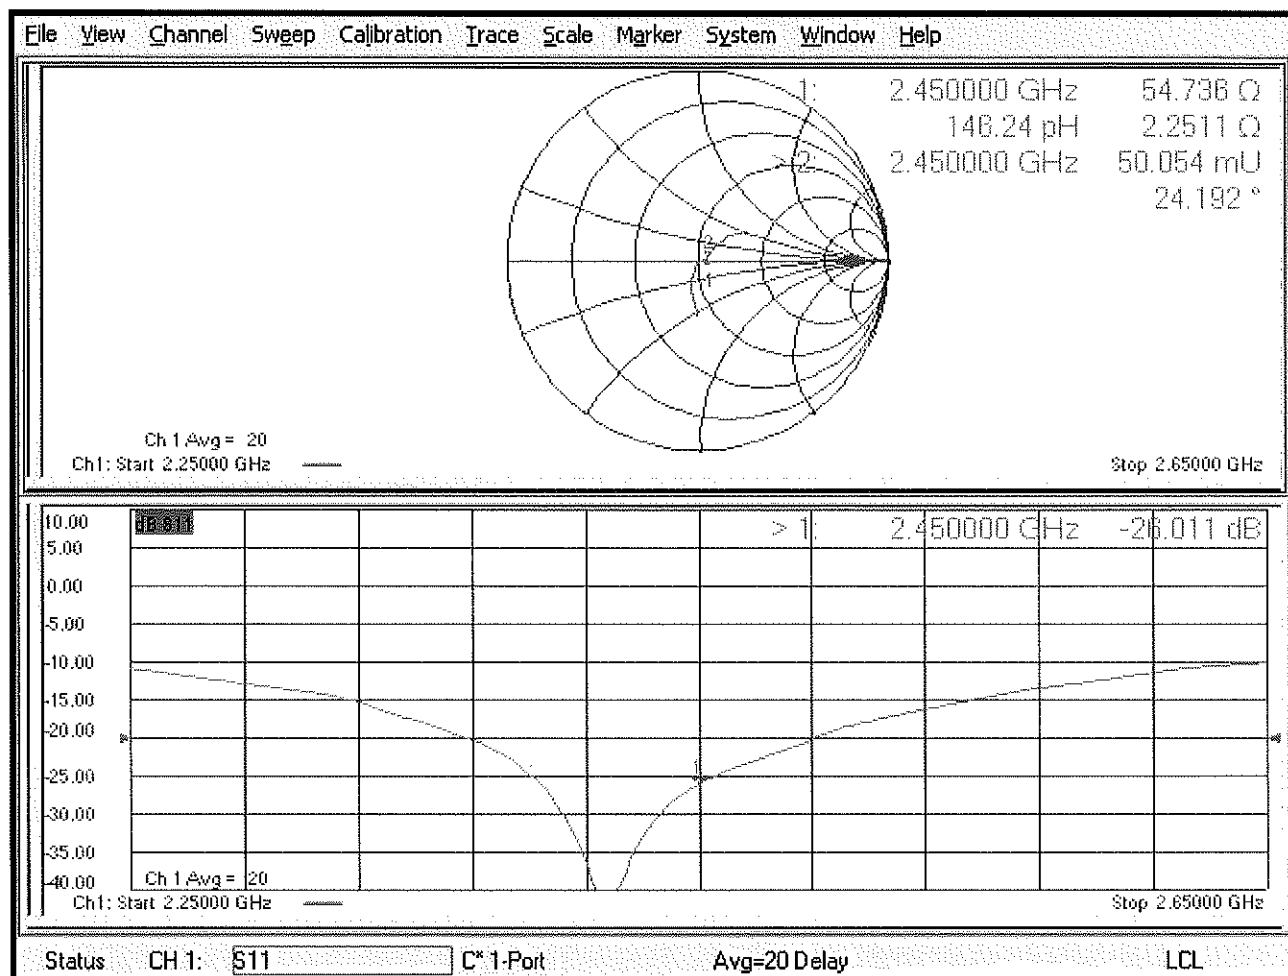 File View Channel Sweep Calibration Trace Scale Marker System Window Help
1: 2.450000 GHz 54.736 Ω
146.24 pH 2.2511 Ω
> 2: 2.450000 GHz 50.054 mU
24.192 °
2
1
Ch 1 Avg = 20
Ch1: Start 2.25000 GHz
Stop 2.65000 GHz
10.00 dB S11 > 1: 2.450000 GHz -26.011 dB
5.00
0.00
-5.00
-10.00
-15.00
-20.00
-25.00 1
-30.00
-35.00
-40.00 Ch 1 Avg = 20
Ch1: Start 2.25000 GHz
Stop 2.65000 GHz
Status CH 1: S11 C* 1-Port Avg=20 Delay LCL